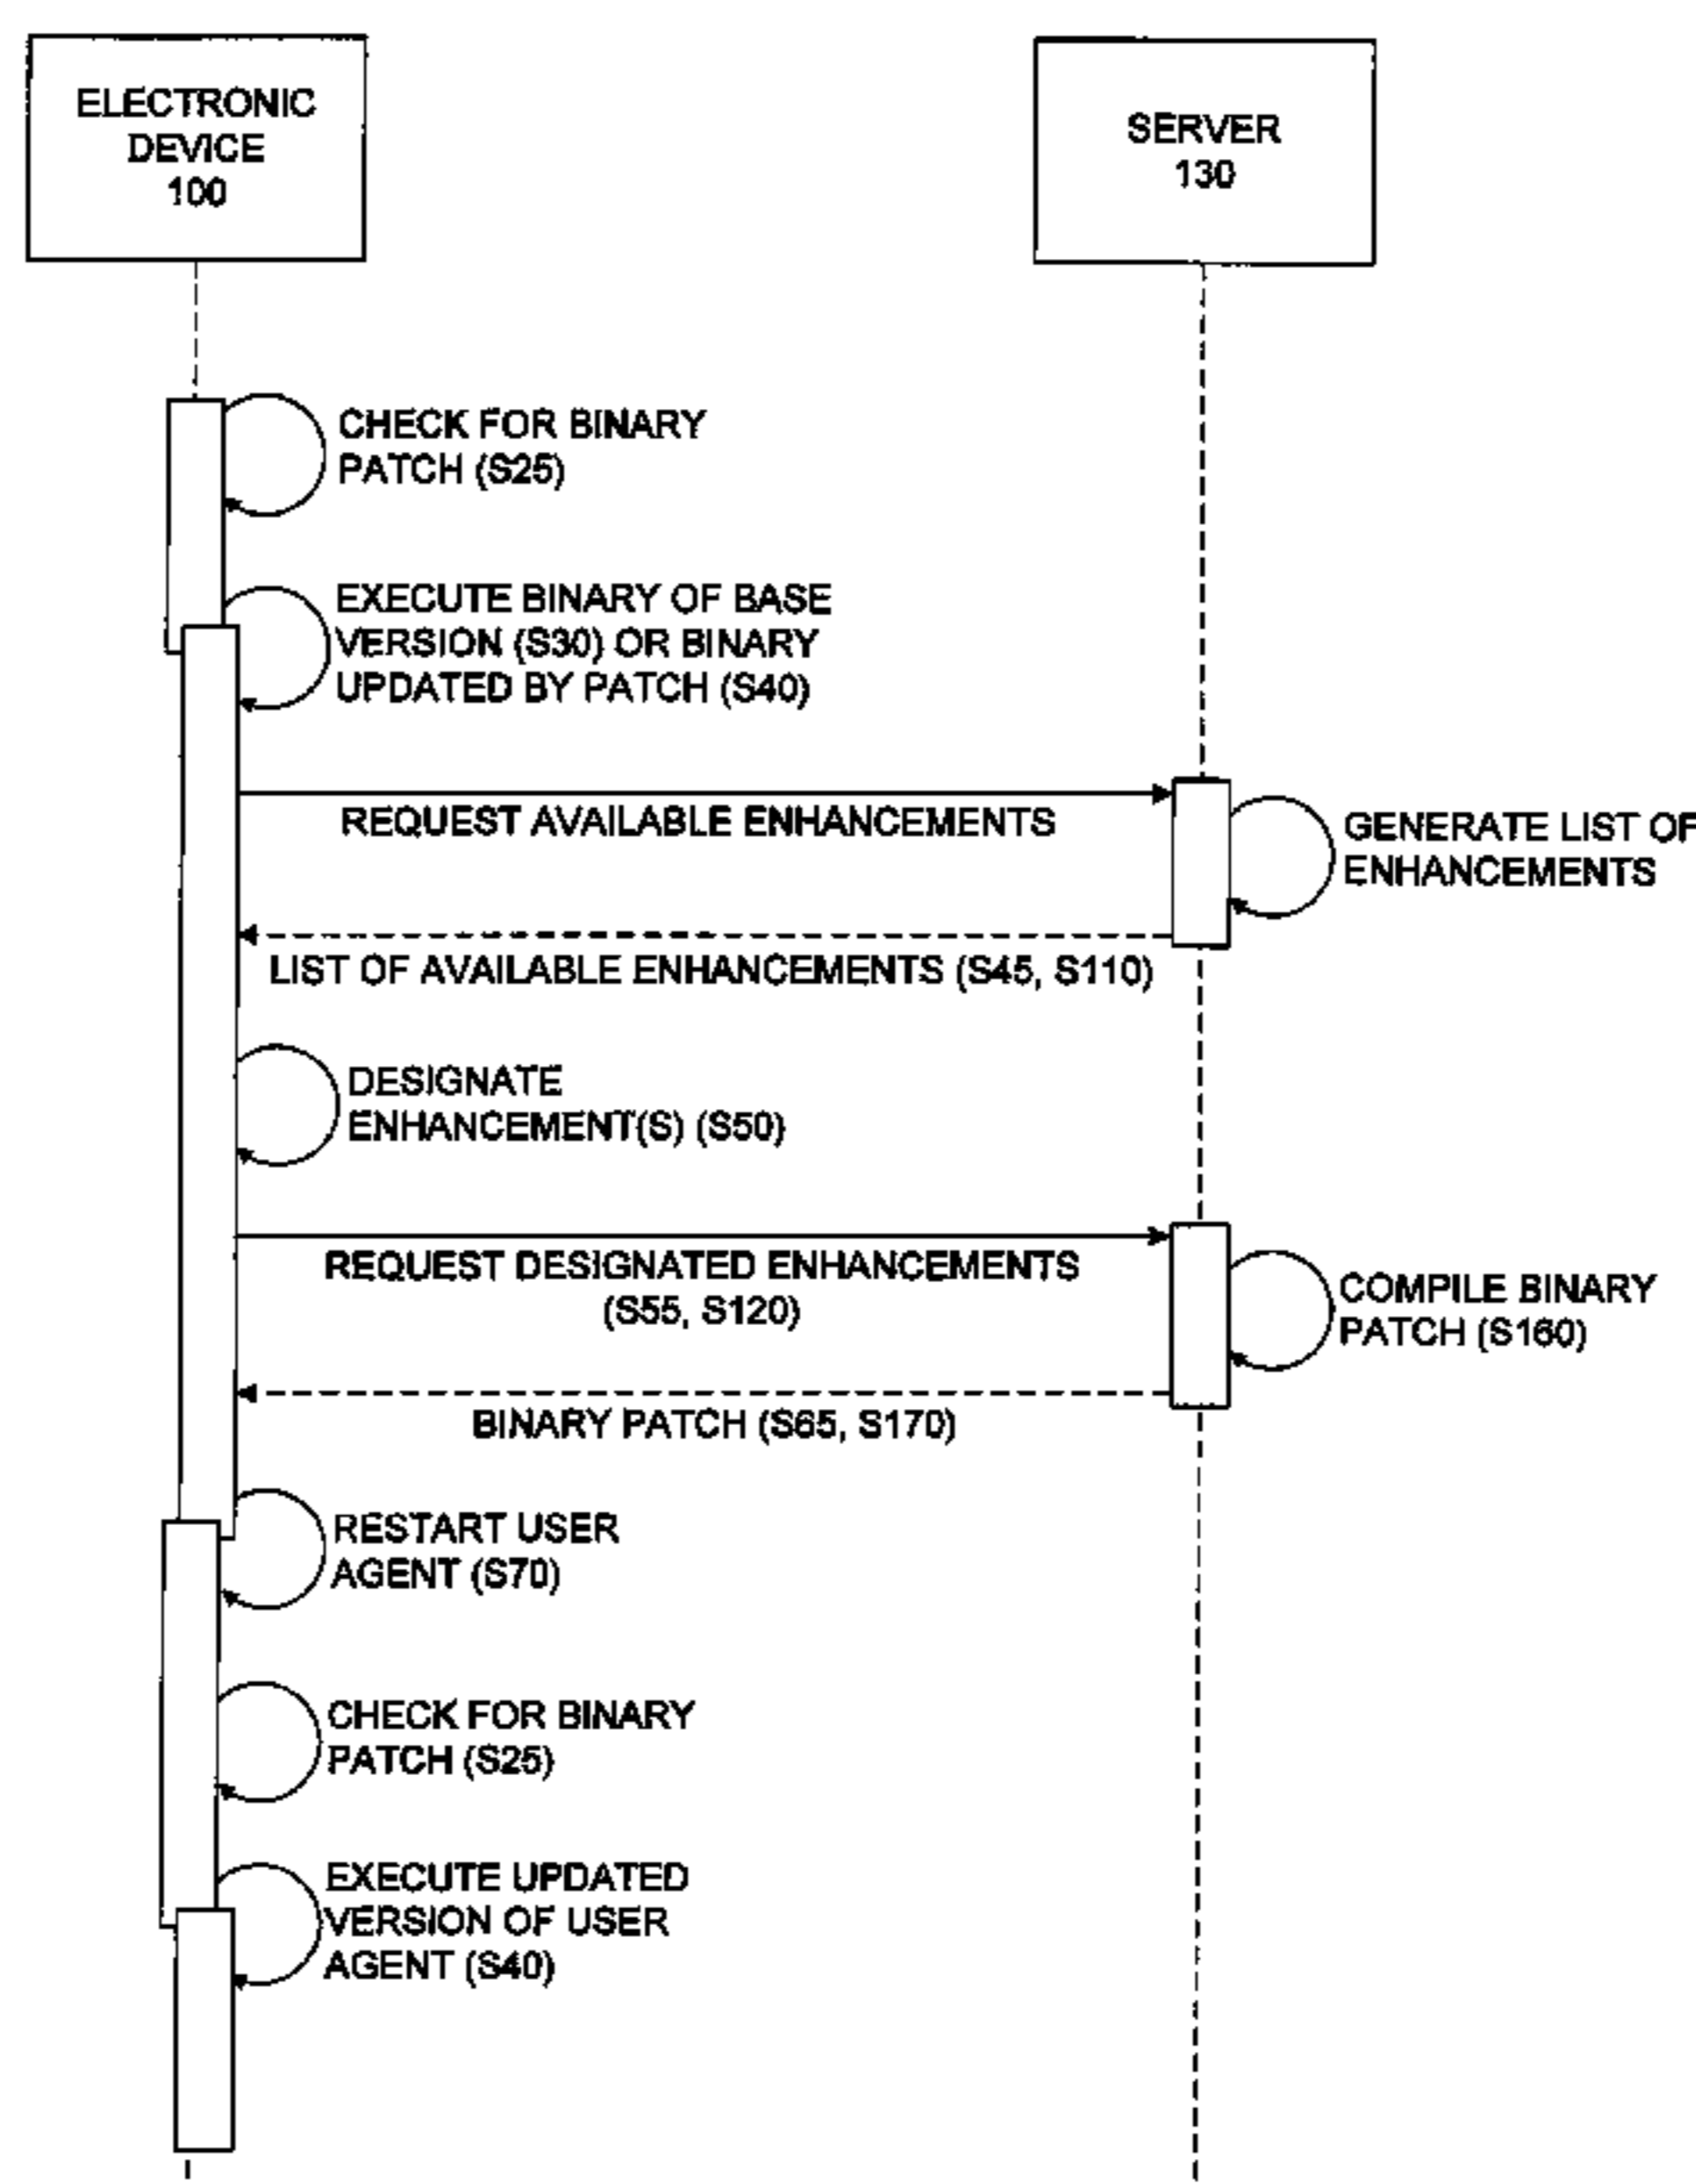 ELECTRONIC
DEVICE
100
SERVER
130
CHECK FOR BINARY
PATCH (S25)
EXECUTE BINARY OF BASE
VERSION (S30) OR BINARY
UPDATED BY PATCH (S40)
REQUEST AVAILABLE ENHANCEMENTS
GENERATE LIST OF
ENHANCEMENTS
LIST OF AVAILABLE ENHANCEMENTS (S45, S110)
DESIGNATE
ENHANCEMENT(S) (S50)
REQUEST DESIGNATED ENHANCEMENTS
(S55, S120)
COMPILE BINARY
PATCH (S160)
BINARY PATCH (S65, S170)
RESTART USER
AGENT (S70)
CHECK FOR BINARY
PATCH (S25)
EXECUTE UPDATED
VERSION OF USER
AGENT (S40)